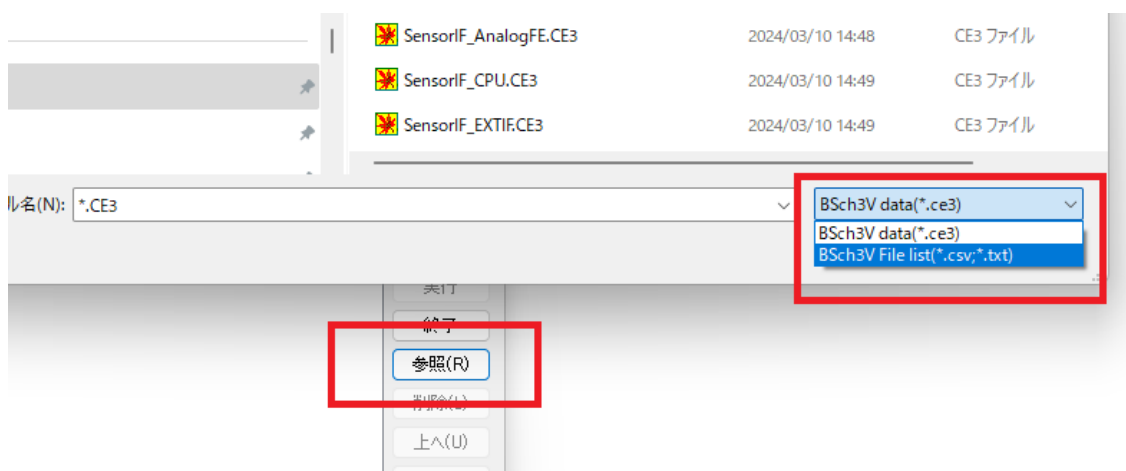 SensorIF_AnalogFE.CE3 2024/03/10 14:48 CE3 ファイル
SensorIF_CPU.CE3 2024/03/10 14:49 CE3 ファイル
SensorIF_EXTIF.CE3 2024/03/10 14:49 CE3 ファイル
ル名(N): *.CE3 BSch3V data(*.ce3)
BSch3V data(*.ce3)
BSch3V File list(*.csv;*.txt)
実行
終了
参照(R)
削除(L)
上へ(U)